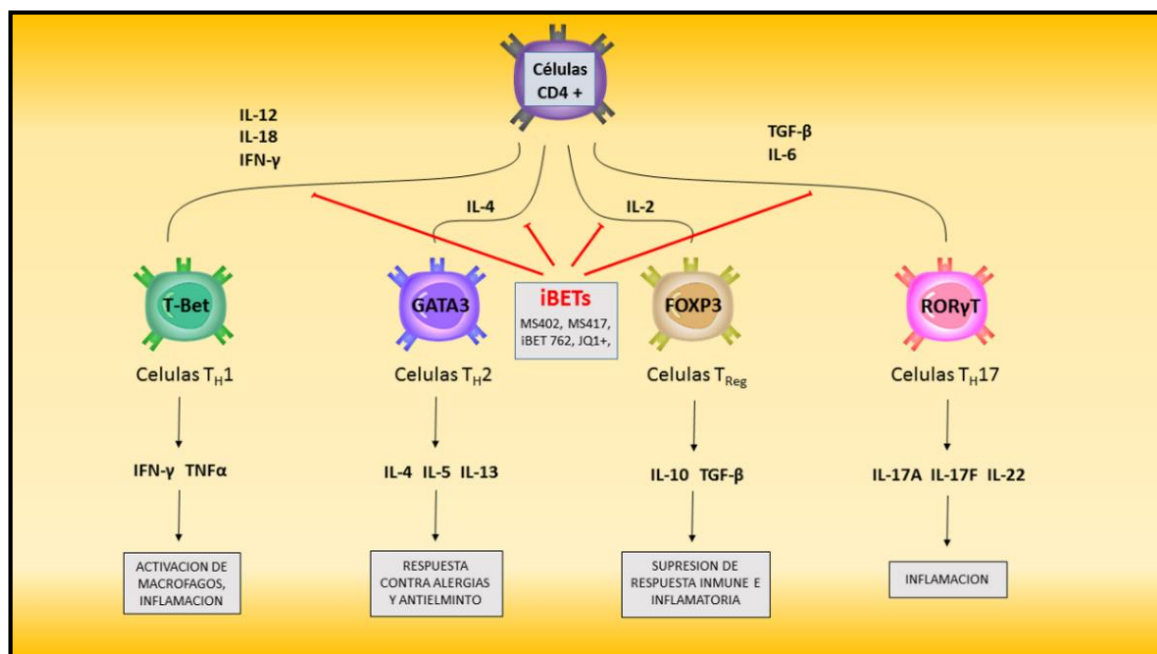 Células
CD4 +
IL-12
IL-18
IFN-γ
TGF-β
IL-6
IL-4
IL-2
T-Bet
GATA3
iBETs
MS402, MS417,
iBET 762, JQ1+,
FOXP3
RORγT
Celulas TH1
Celulas TH2
Celulas TReg
Celulas TH17
IFN-γ TNFα
IL-4 IL-5 IL-13
IL-10 TGF-β
IL-17A IL-17F IL-22
ACTIVACION DE
MACROFAGOS,
INFLAMACION
RESPUESTA
CONTRA ALERGIAS
Y ANTIELMINTO
SUPRESION DE
RESPUESTA INMUNE E
INFLAMATORIA
INFLAMACION